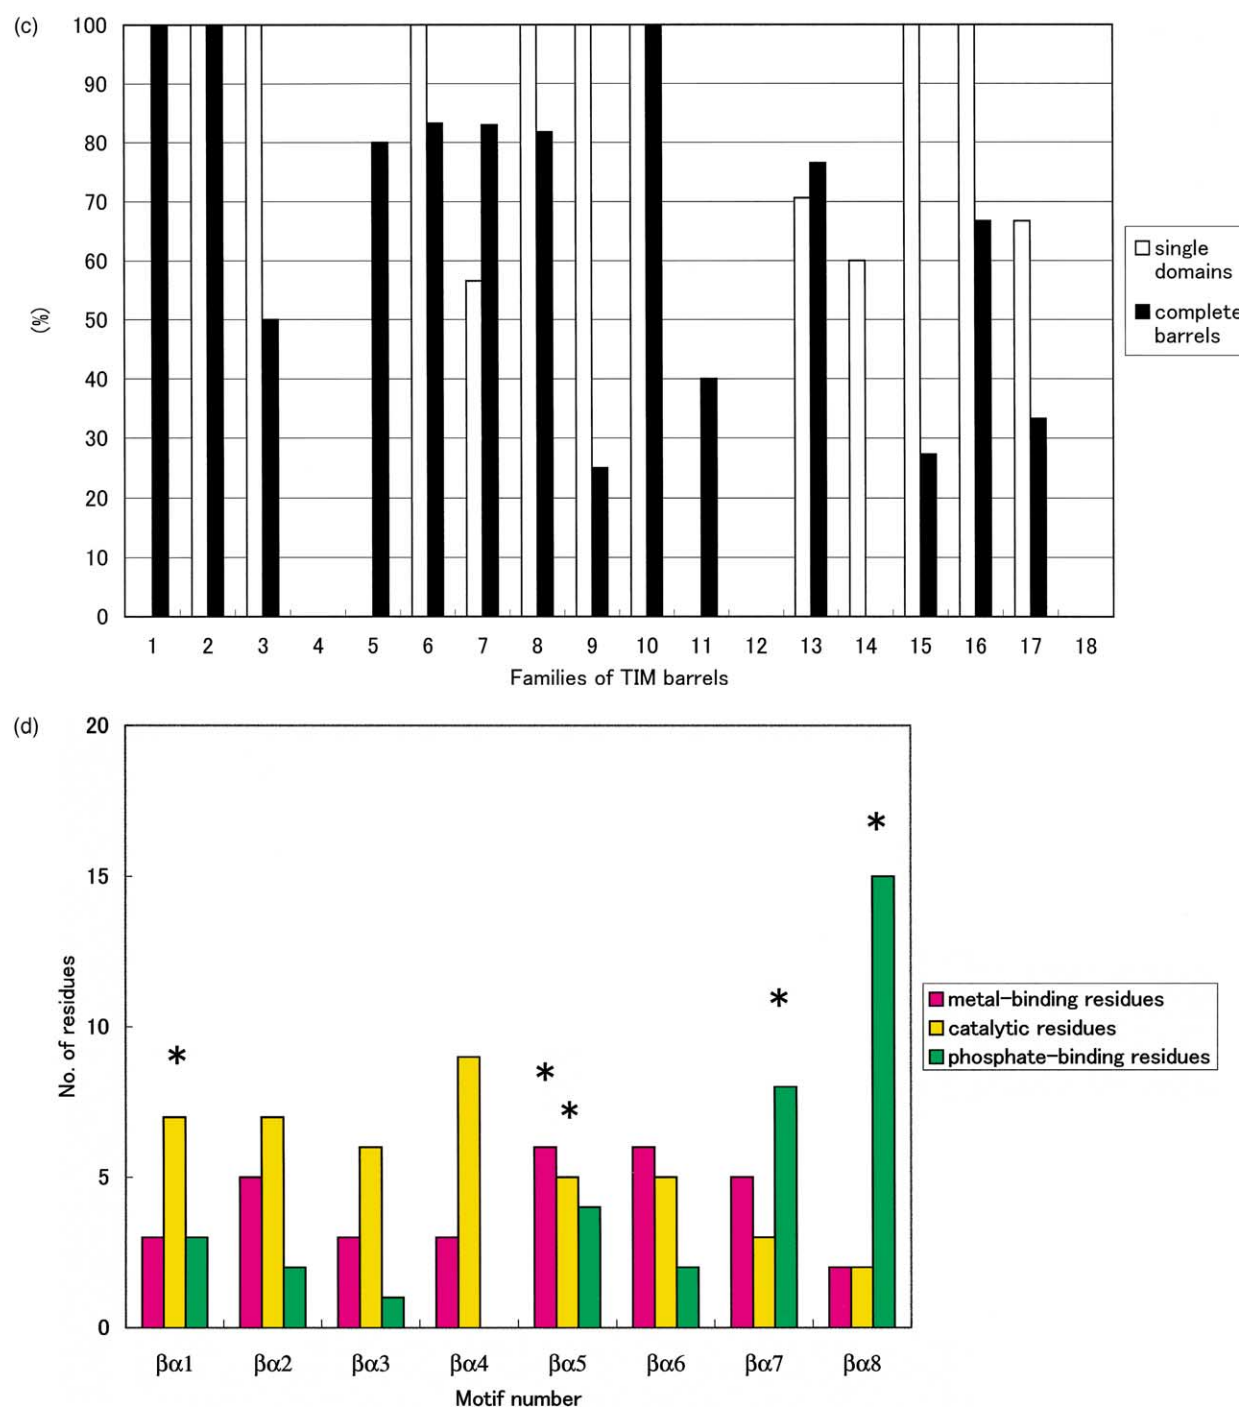 (c)
100
90
80
70
60
50
40
30
20
10
0
(%)
1 2 3 4 5 6 7 8 9 10 11 12 13 14 15 16 17 18
Families of TIM barrels
single
domains
complete
barrels
(d)
20
15
10
5
0
No. of residues
* * * * *
βα1 βα2 βα3 βα4 βα5 βα6 βα7 βα8
Motif number
metal-binding residues
catalytic residues
phosphate-binding residues